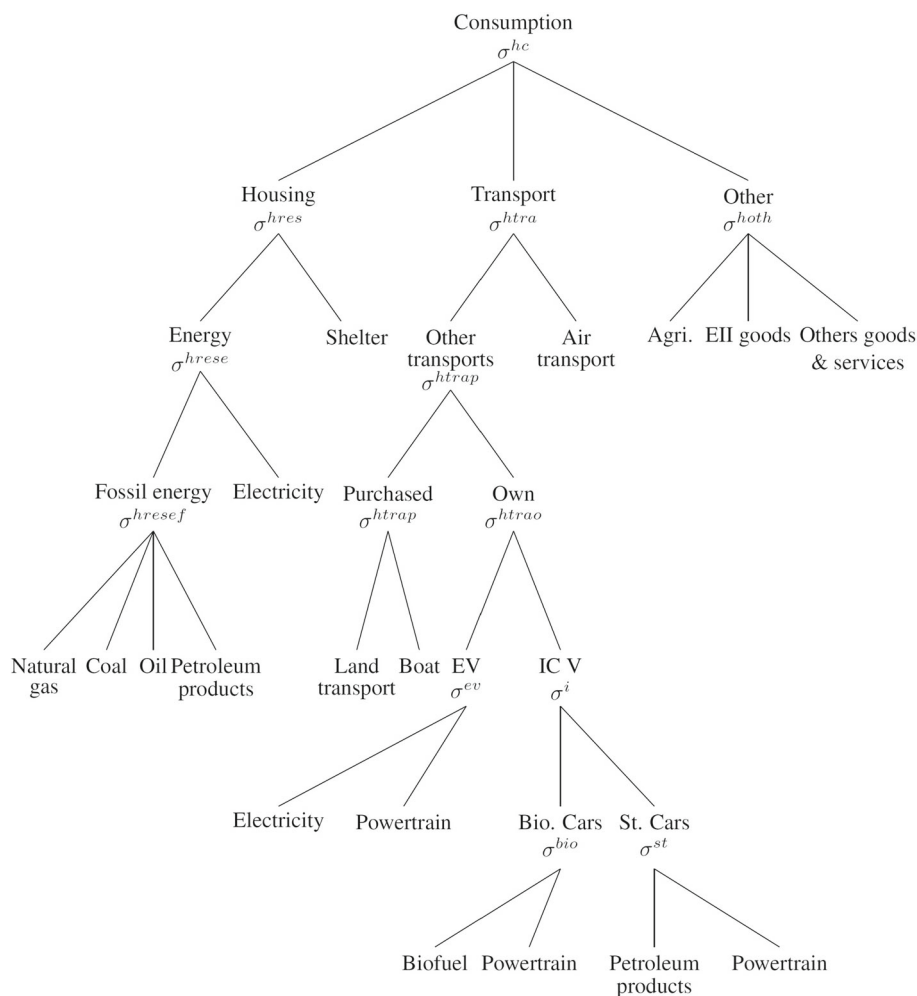 Consumption
σ^{hc}
Housing Transport Other
σ^{hres} σ^{htra} σ^{hoth}
Energy Shelter Other Air Agri. EII goods Others goods
σ^{hrese} transports transport & services
σ^{htrap}
Fossil energy Electricity Purchased Own
σ^{hresef} σ^{htrap} σ^{htrao}
Natural Coal Oil Petroleum Land Boat EV IC V
gas products transport σ^{ev} σ^{i}
Electricity Powertrain Bio. Cars St. Cars
σ^{bio} σ^{st}
Biofuel Powertrain Petroleum Powertrain
products